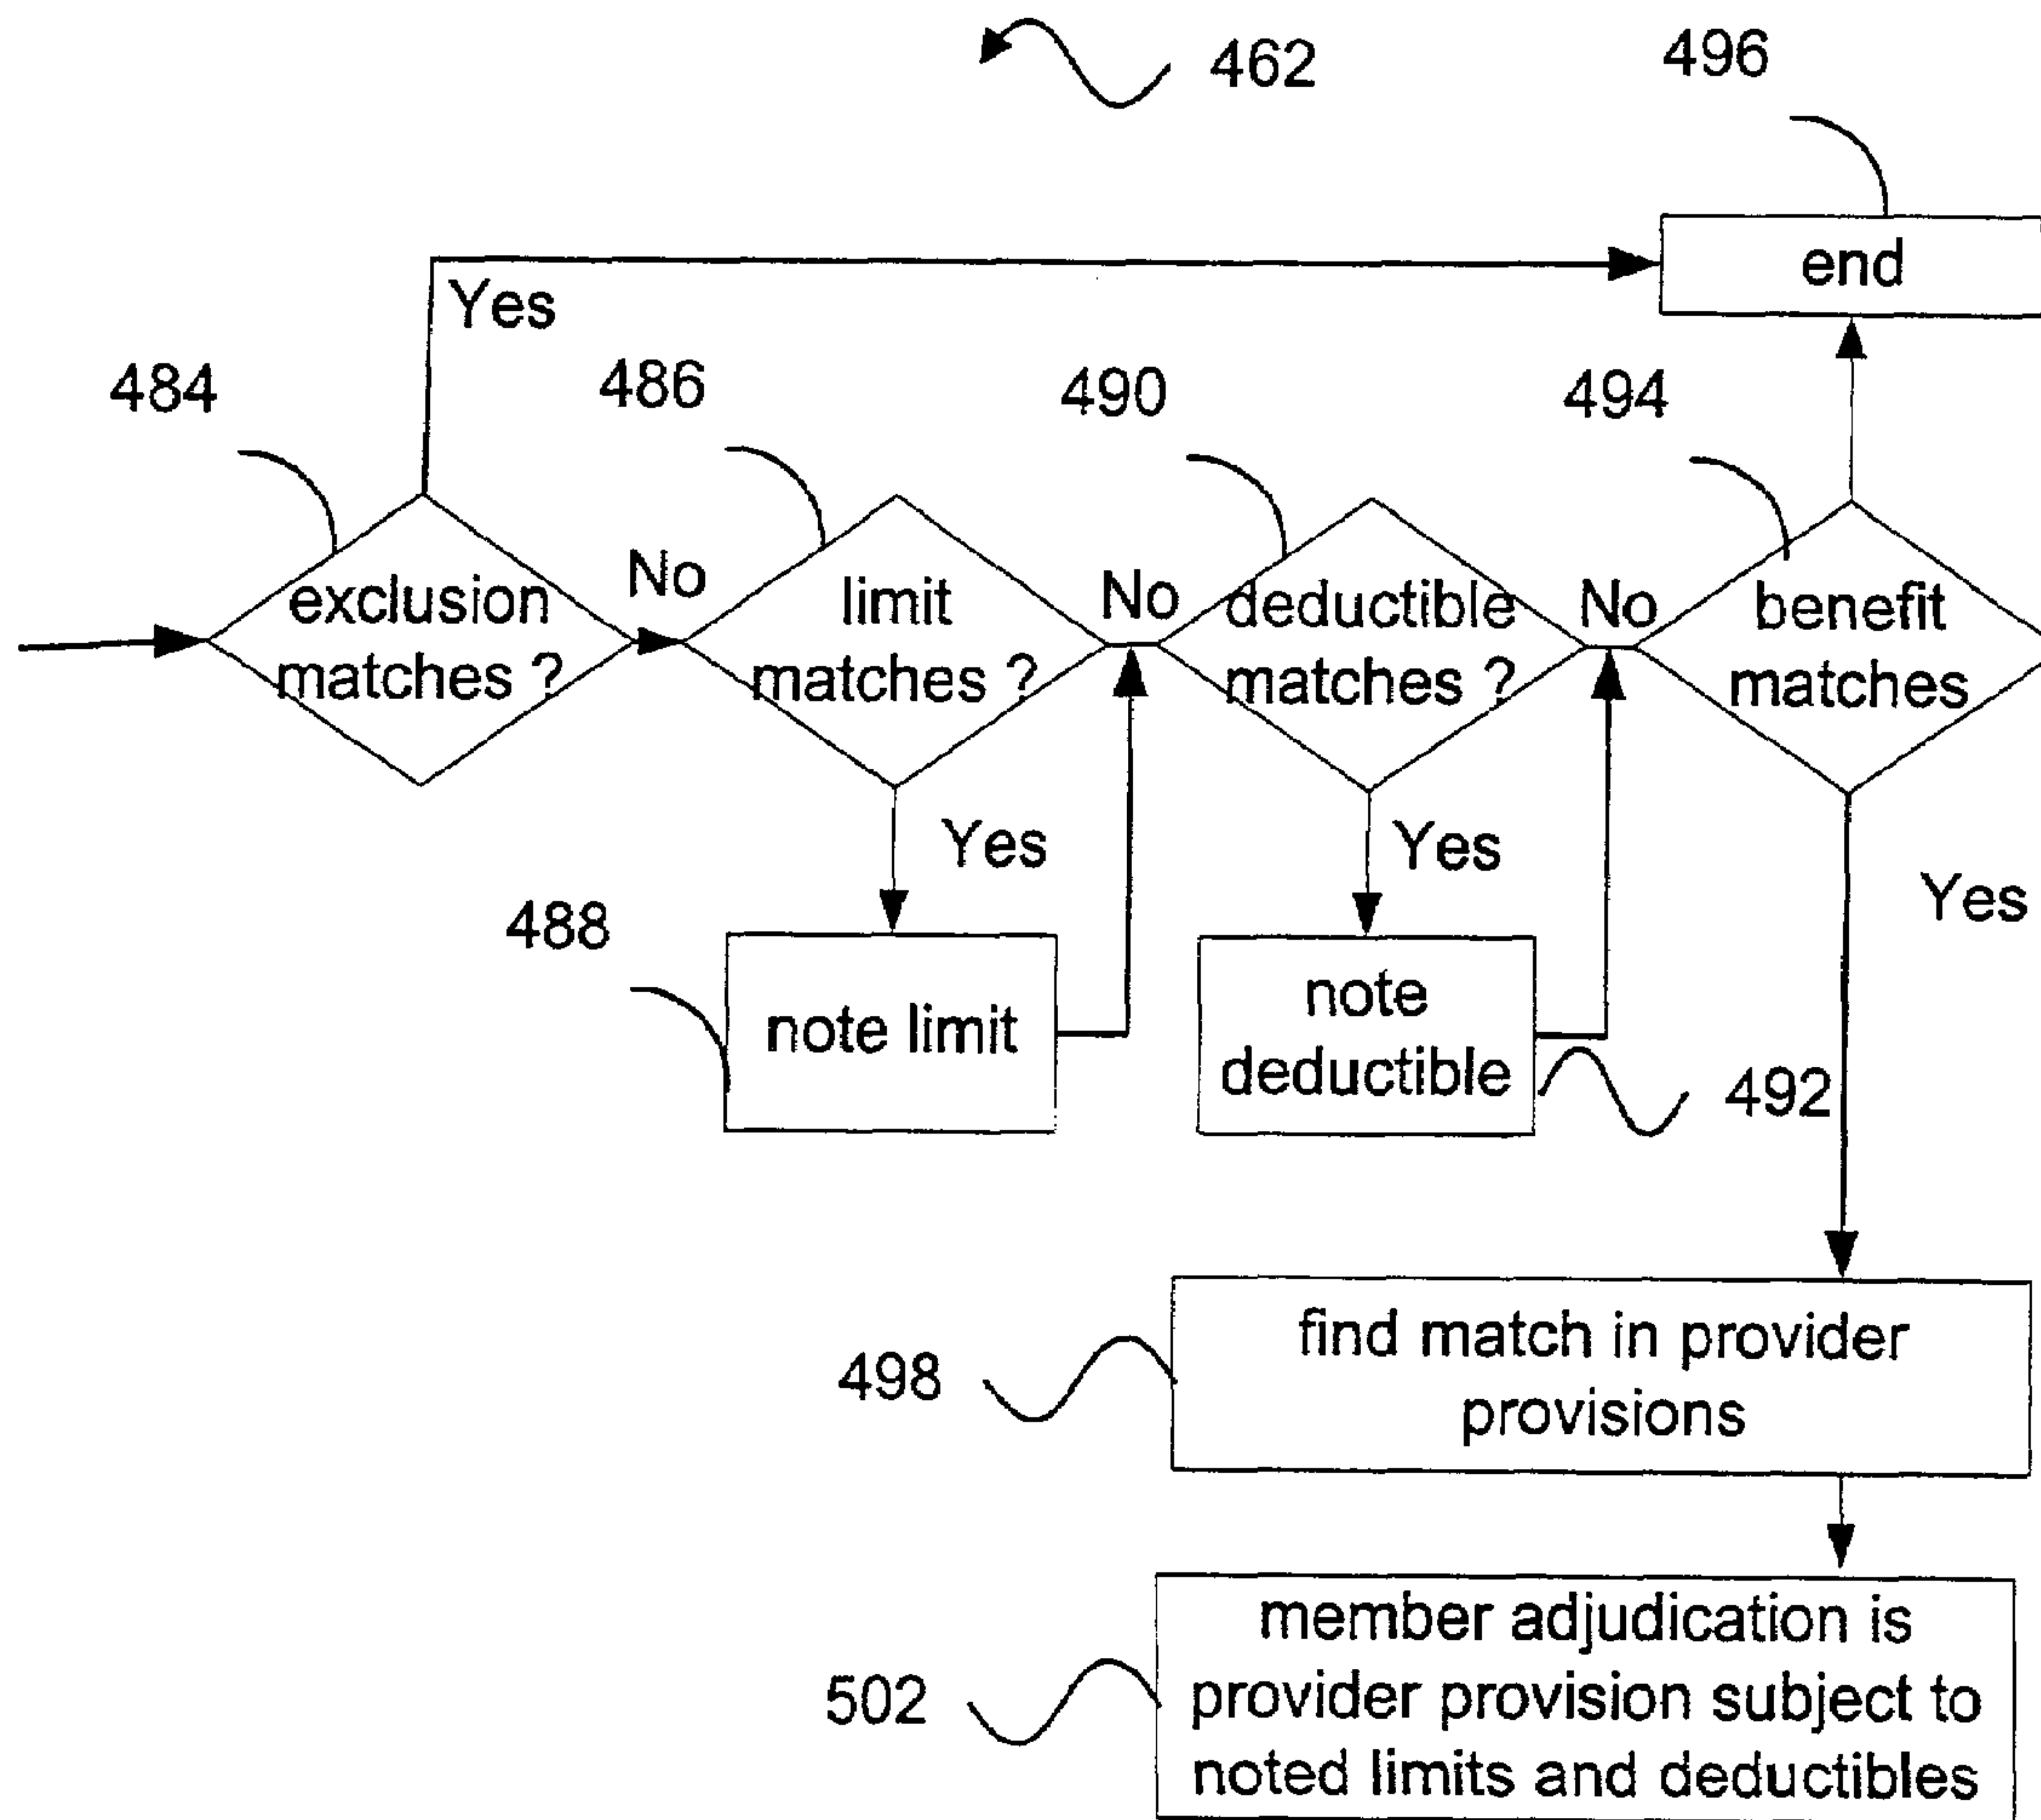 462
496
end
Yes
484
486
490
494
exclusion
matches ?
No
limit
matches ?
No
deductible
matches ?
No
benefit
matches
Yes
Yes
Yes
488
note limit
note
deductible
492
find match in provider
provisions
498
member adjudication is
provider provision subject to
noted limits and deductibles
502